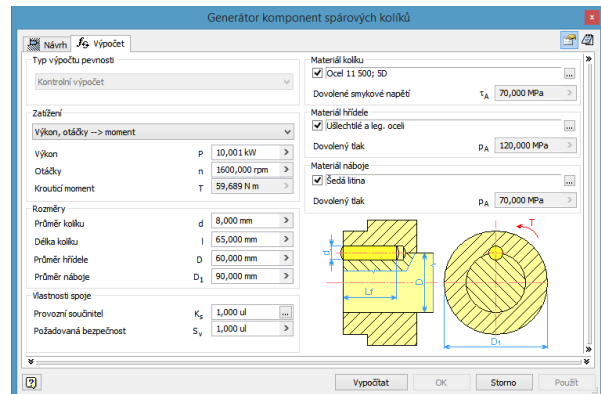 Generátor komponent spárových kolíků
Návrh
Výpočet
Typ výpočtu pevnosti
Kontrolní výpočet
Zatížení
Výkon, otáčky --> moment
Výkon P 10,001 kW
Otáčky n 1600,000 rpm
Krouticí moment T 59,689 N m
Rozměry
Průměr kolíku d 8,000 mm
Délka kolíku l 65,000 mm
Průměr hřídele D 60,000 mm
Průměr náboje D1 90,000 mm
Vlastnosti spoje
Provozní součinitel Ks 1,000 ul ...
Požadovaná bezpečnost Sv 1,000 ul
Materiál kolíku
Ocel 11 500; 5D ...
Dovolené smykové napětí τA 70,000 MPa
Materiál hřídele
Ušlechtilé a leg. oceli ...
Dovolený tlak pA 120,000 MPa
Materiál náboje
Šedá litina ...
Dovolený tlak pA 70,000 MPa
T
d
Lf
D
D1
Vypočítat
OK
Storno
Použít